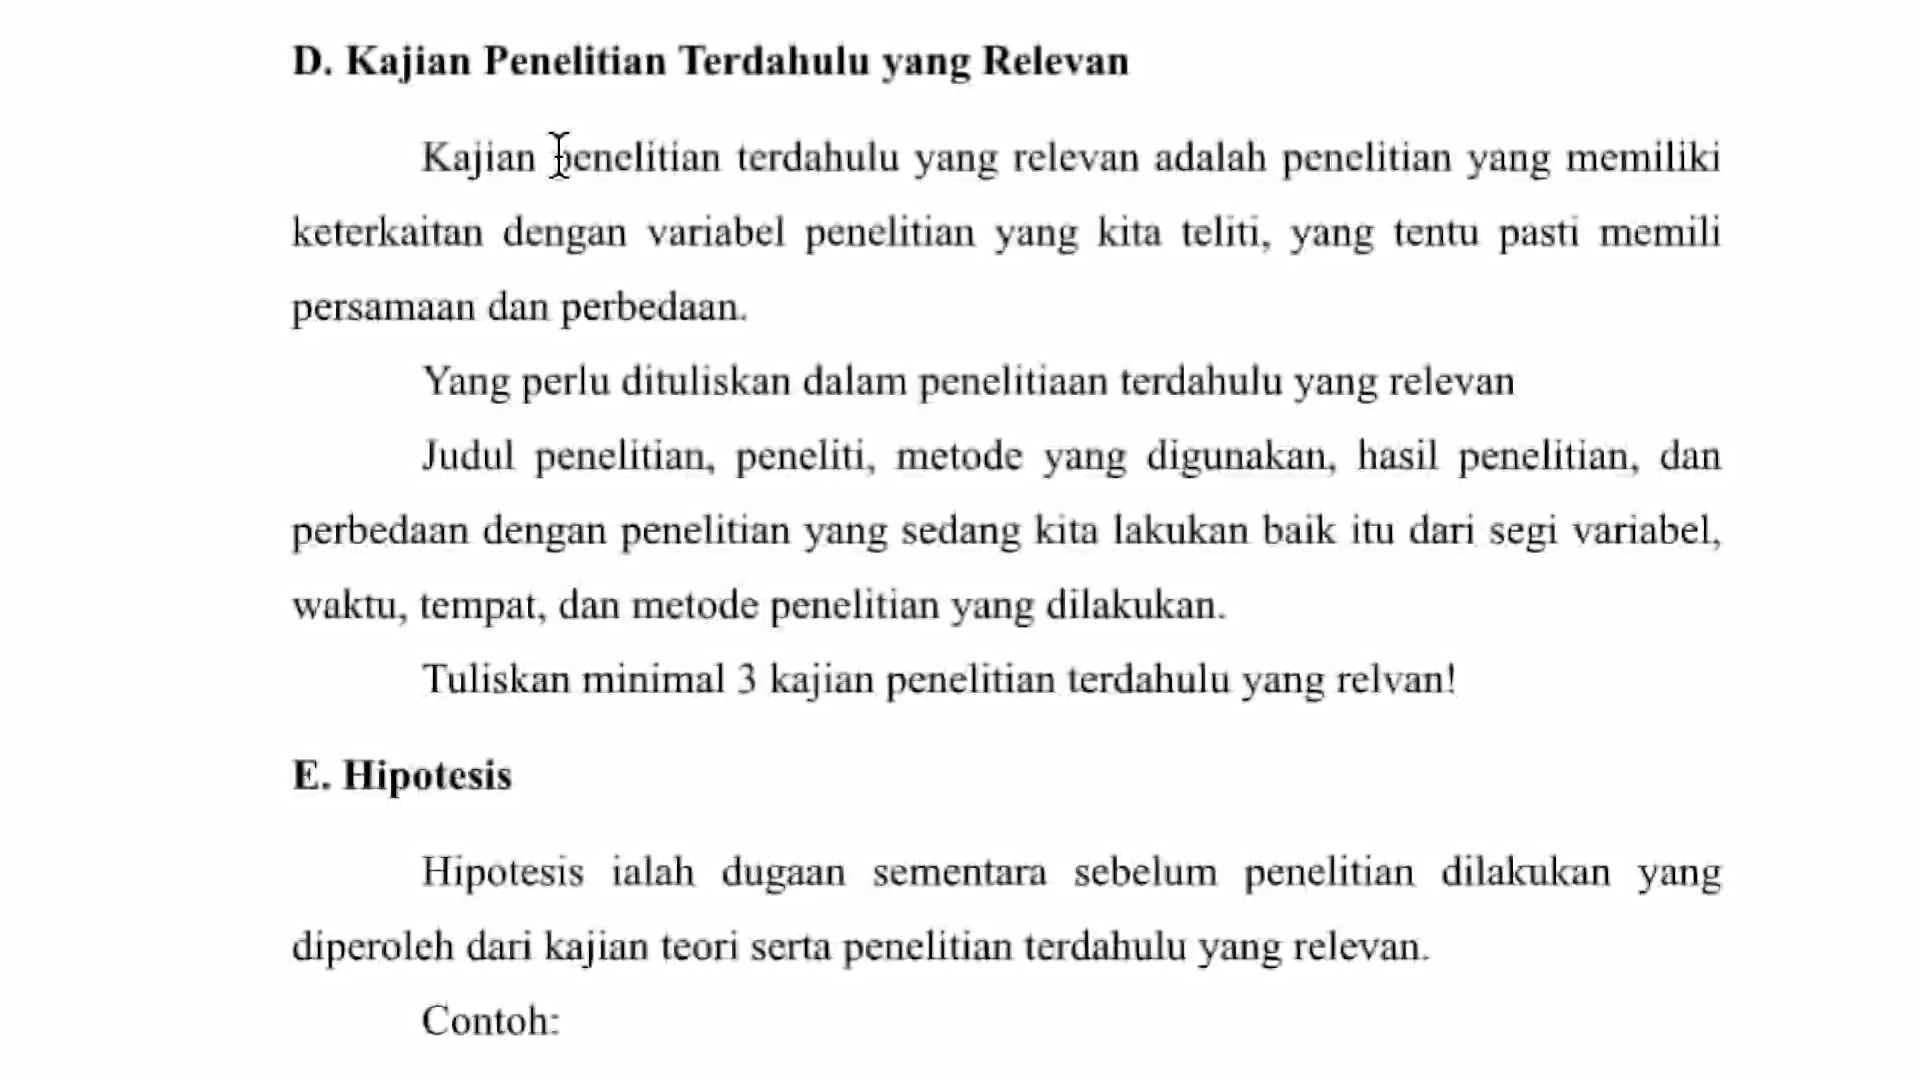 D. Kajian Penelitian Terdahulu yang Relevan
Kajian penelitian terdahulu yang relevan adalah penelitian yang memiliki
keterkaitan dengan variabel penelitian yang kita teliti, yang tentu pasti memili
persamaan dan perbedaan.
Yang perlu dituliskan dalam penelitiaan terdahulu yang relevan
Judul penelitian, peneliti, metode yang digunakan, hasil penelitian, dan
perbedaan dengan penelitian yang sedang kita lakukan baik itu dari segi variabel,
waktu, tempat, dan metode penelitian yang dilakukan.
Tuliskan minimal 3 kajian penelitian terdahulu yang relvan!
E. Hipotesis
Hipotesis ialah dugaan sementara sebelum penelitian dilakukan yang
diperoleh dari kajian teori serta penelitian terdahulu yang relevan.
Contoh: